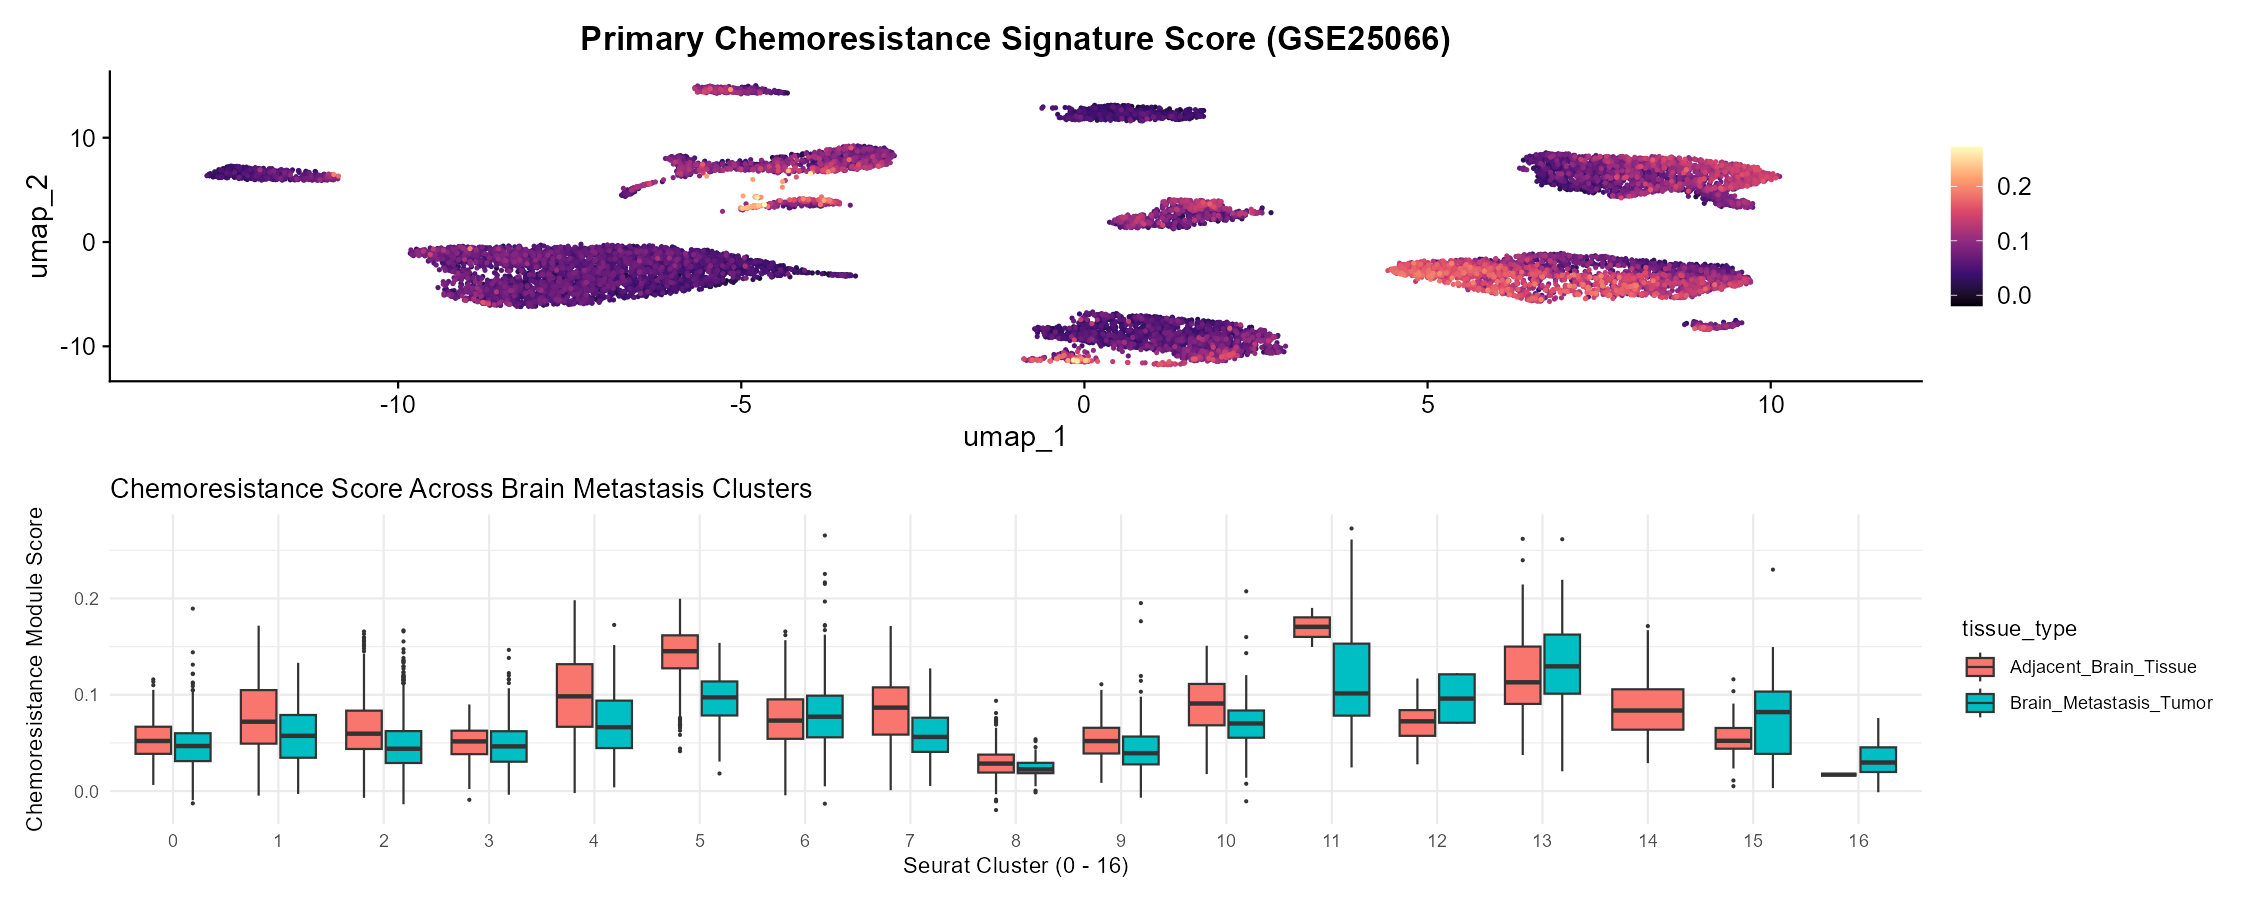 Primary Chemoresistance Signature Score (GSE25066)
umap_2
10
0
-10
-10
-5
0
5
10
umap_1
0.2
0.1
0.0
Chemoresistance Score Across Brain Metastasis Clusters
Chemoresistance Module Score
0.2
0.1
0.0
0 1 2 3 4 5 6 7 8 9 10 11 12 13 14 15 16
Seurat Cluster (0 - 16)
tissue_type
Adjacent_Brain_Tissue
Brain_Metastasis_Tumor